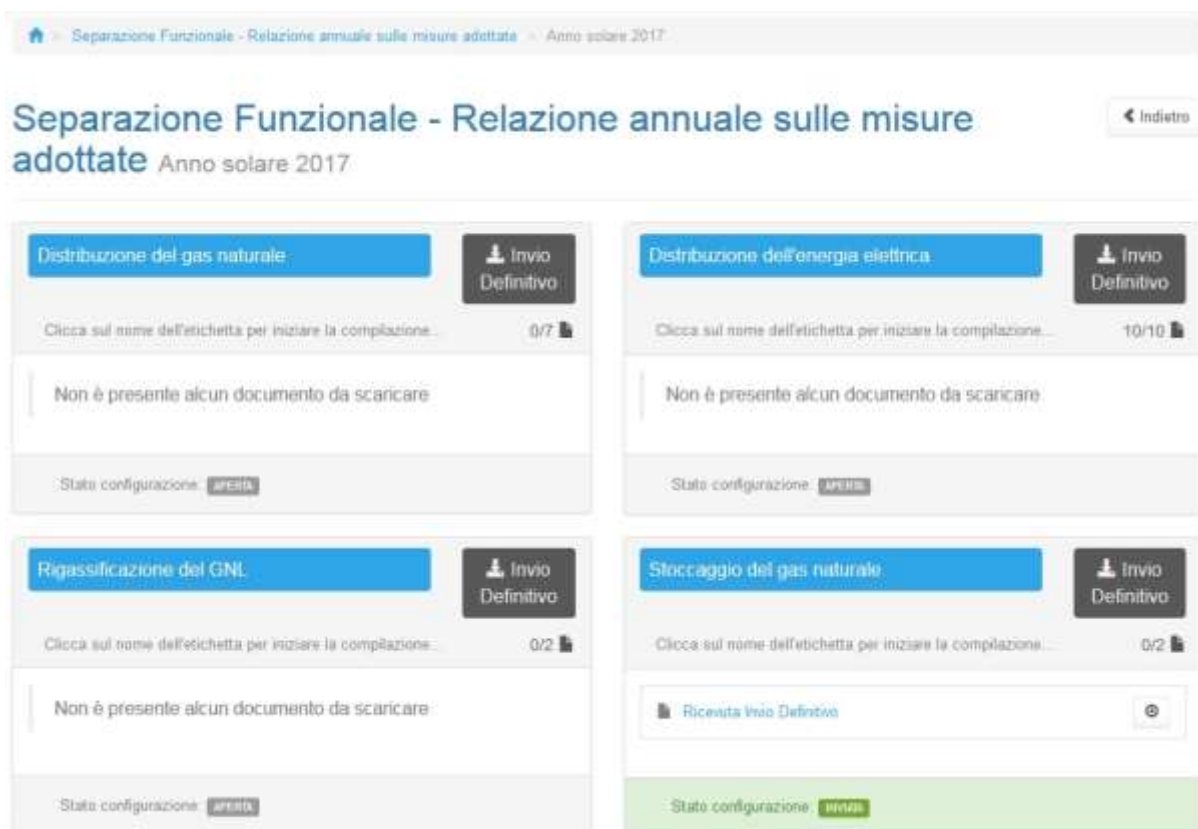 Separazione Funzionale - Relazione annuale sulle misure adottate > Anno solare 2017
Separazione Funzionale - Relazione annuale sulle misure
adottate Anno solare 2017
Indietro
Distribuzione del gas naturale
Invio
Definitivo
Clicca sul nome dell'etichetta per iniziare la compilazione...
0/7
Non è presente alcun documento da scaricare
Stato configurazione: APERTA
Distribuzione dell'energia elettrica
Invio
Definitivo
Clicca sul nome dell'etichetta per iniziare la compilazione...
10/10
Non è presente alcun documento da scaricare
Stato configurazione: APERTA
Rigassificazione del GNL
Invio
Definitivo
Clicca sul nome dell'etichetta per iniziare la compilazione...
0/2
Non è presente alcun documento da scaricare
Stato configurazione: APERTA
Stoccaggio del gas naturale
Invio
Definitivo
Clicca sul nome dell'etichetta per iniziare la compilazione...
0/2
Ricevuta Invio Definitivo
Stato configurazione: INVIATA